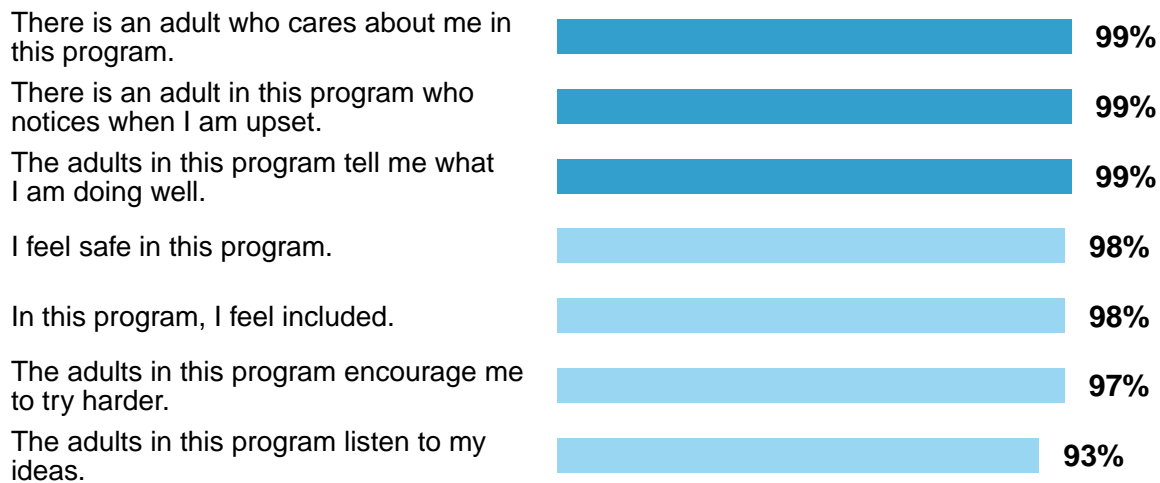 There is an adult who cares about me in
this program.
99%
There is an adult in this program who
notices when I am upset.
99%
The adults in this program tell me what
I am doing well.
99%
I feel safe in this program.
98%
In this program, I feel included.
98%
The adults in this program encourage me
to try harder.
97%
The adults in this program listen to my
ideas.
93%